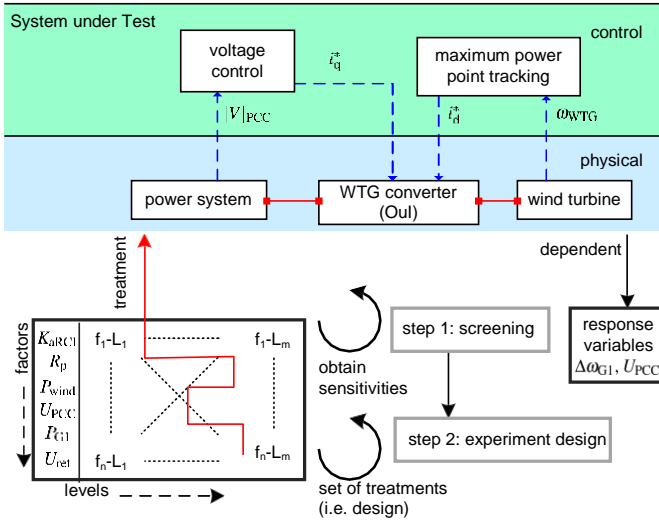 System under Test
control
voltage
control
i*q
maximum power
point tracking
|V|PCC
i*d
ωWTG
physical
power system
WTG converter
(OuI)
wind turbine
dependent
treatment
factors
KaRCI
Rp
Pwind
UPCC
PG1
Uref
f1-L1
f1-Lm
fn-L1
fn-Lm
levels
obtain
sensitivities
set of treatments
(i.e. design)
step 1: screening
step 2: experiment design
response
variables
ΔωG1, UPCC